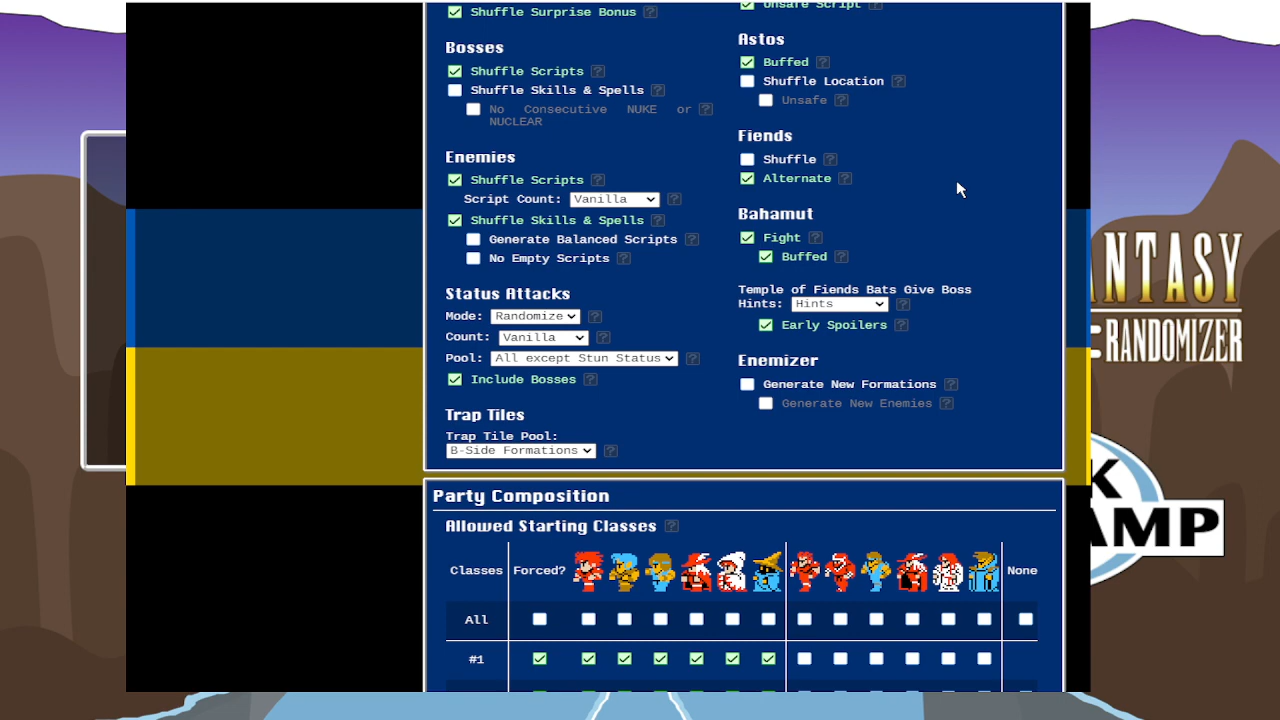 Shuffle Surprise Bonus ?
Bosses
Shuffle Scripts ?
Shuffle Skills & Spells ?
No Consecutive NUKE or ?
NUCLEAR
Enemies
Shuffle Scripts ?
Script Count: Vanilla ?
Shuffle Skills & Spells ?
Generate Balanced Scripts ?
No Empty Scripts ?
Status Attacks
Mode: Randomize ?
Count: Vanilla ?
Pool: All except Stun Status ?
Include Bosses ?
Trap Tiles
Trap Tile Pool:
B-Side Formations ?
Unsafe Script ?
Astos
Buffed ?
Shuffle Location ?
Unsafe ?
Fiends
Shuffle ?
Alternate ?
Bahamut
Fight ?
Buffed ?
Temple of Fiends Bats Give Boss
Hints: Hints ?
Early Spoilers ?
Enemizer
Generate New Formations ?
Generate New Enemies ?
Party Composition
Allowed Starting Classes ?
Classes Forced? None
All
#1
NTASY
RANDOMIZER
K
AMP